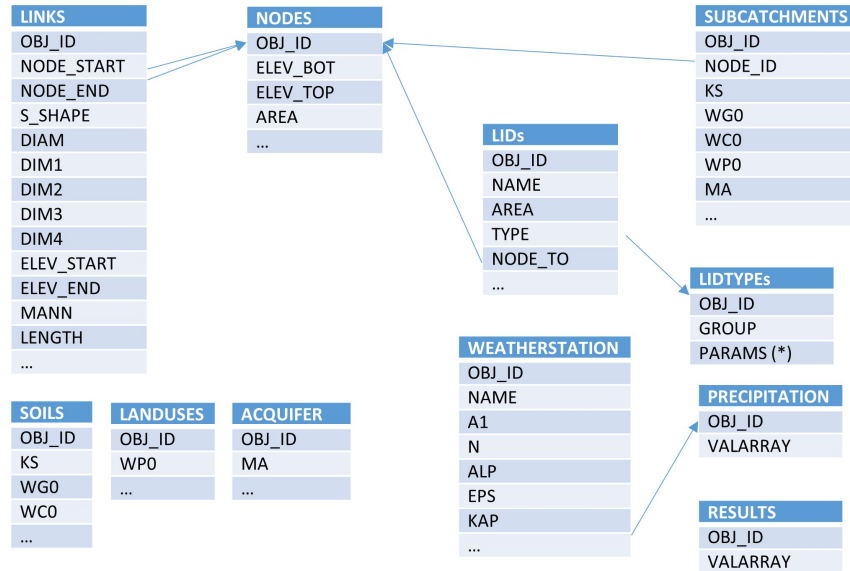 LINKS
OBJ_ID
NODE_START
NODE_END
S_SHAPE
DIAM
DIM1
DIM2
DIM3
DIM4
ELEV_START
ELEV_END
MANN
LENGTH
...
NODES
OBJ_ID
ELEV_BOT
ELEV_TOP
AREA
...
SUBCATCHMENTS
OBJ_ID
NODE_ID
KS
WG0
WC0
WP0
MA
...
LIDs
OBJ_ID
NAME
AREA
TYPE
NODE_TO
...
LIDTYPEs
OBJ_ID
GROUP
PARAMS (*)
WEATHERSTATION
OBJ_ID
NAME
A1
N
ALP
EPS
KAP
...
PRECIPITATION
OBJ_ID
VALARRAY
SOILS
OBJ_ID
KS
WG0
WC0
...
LANDUSES
OBJ_ID
WP0
...
ACQUIFER
OBJ_ID
MA
...
RESULTS
OBJ_ID
VALARRAY